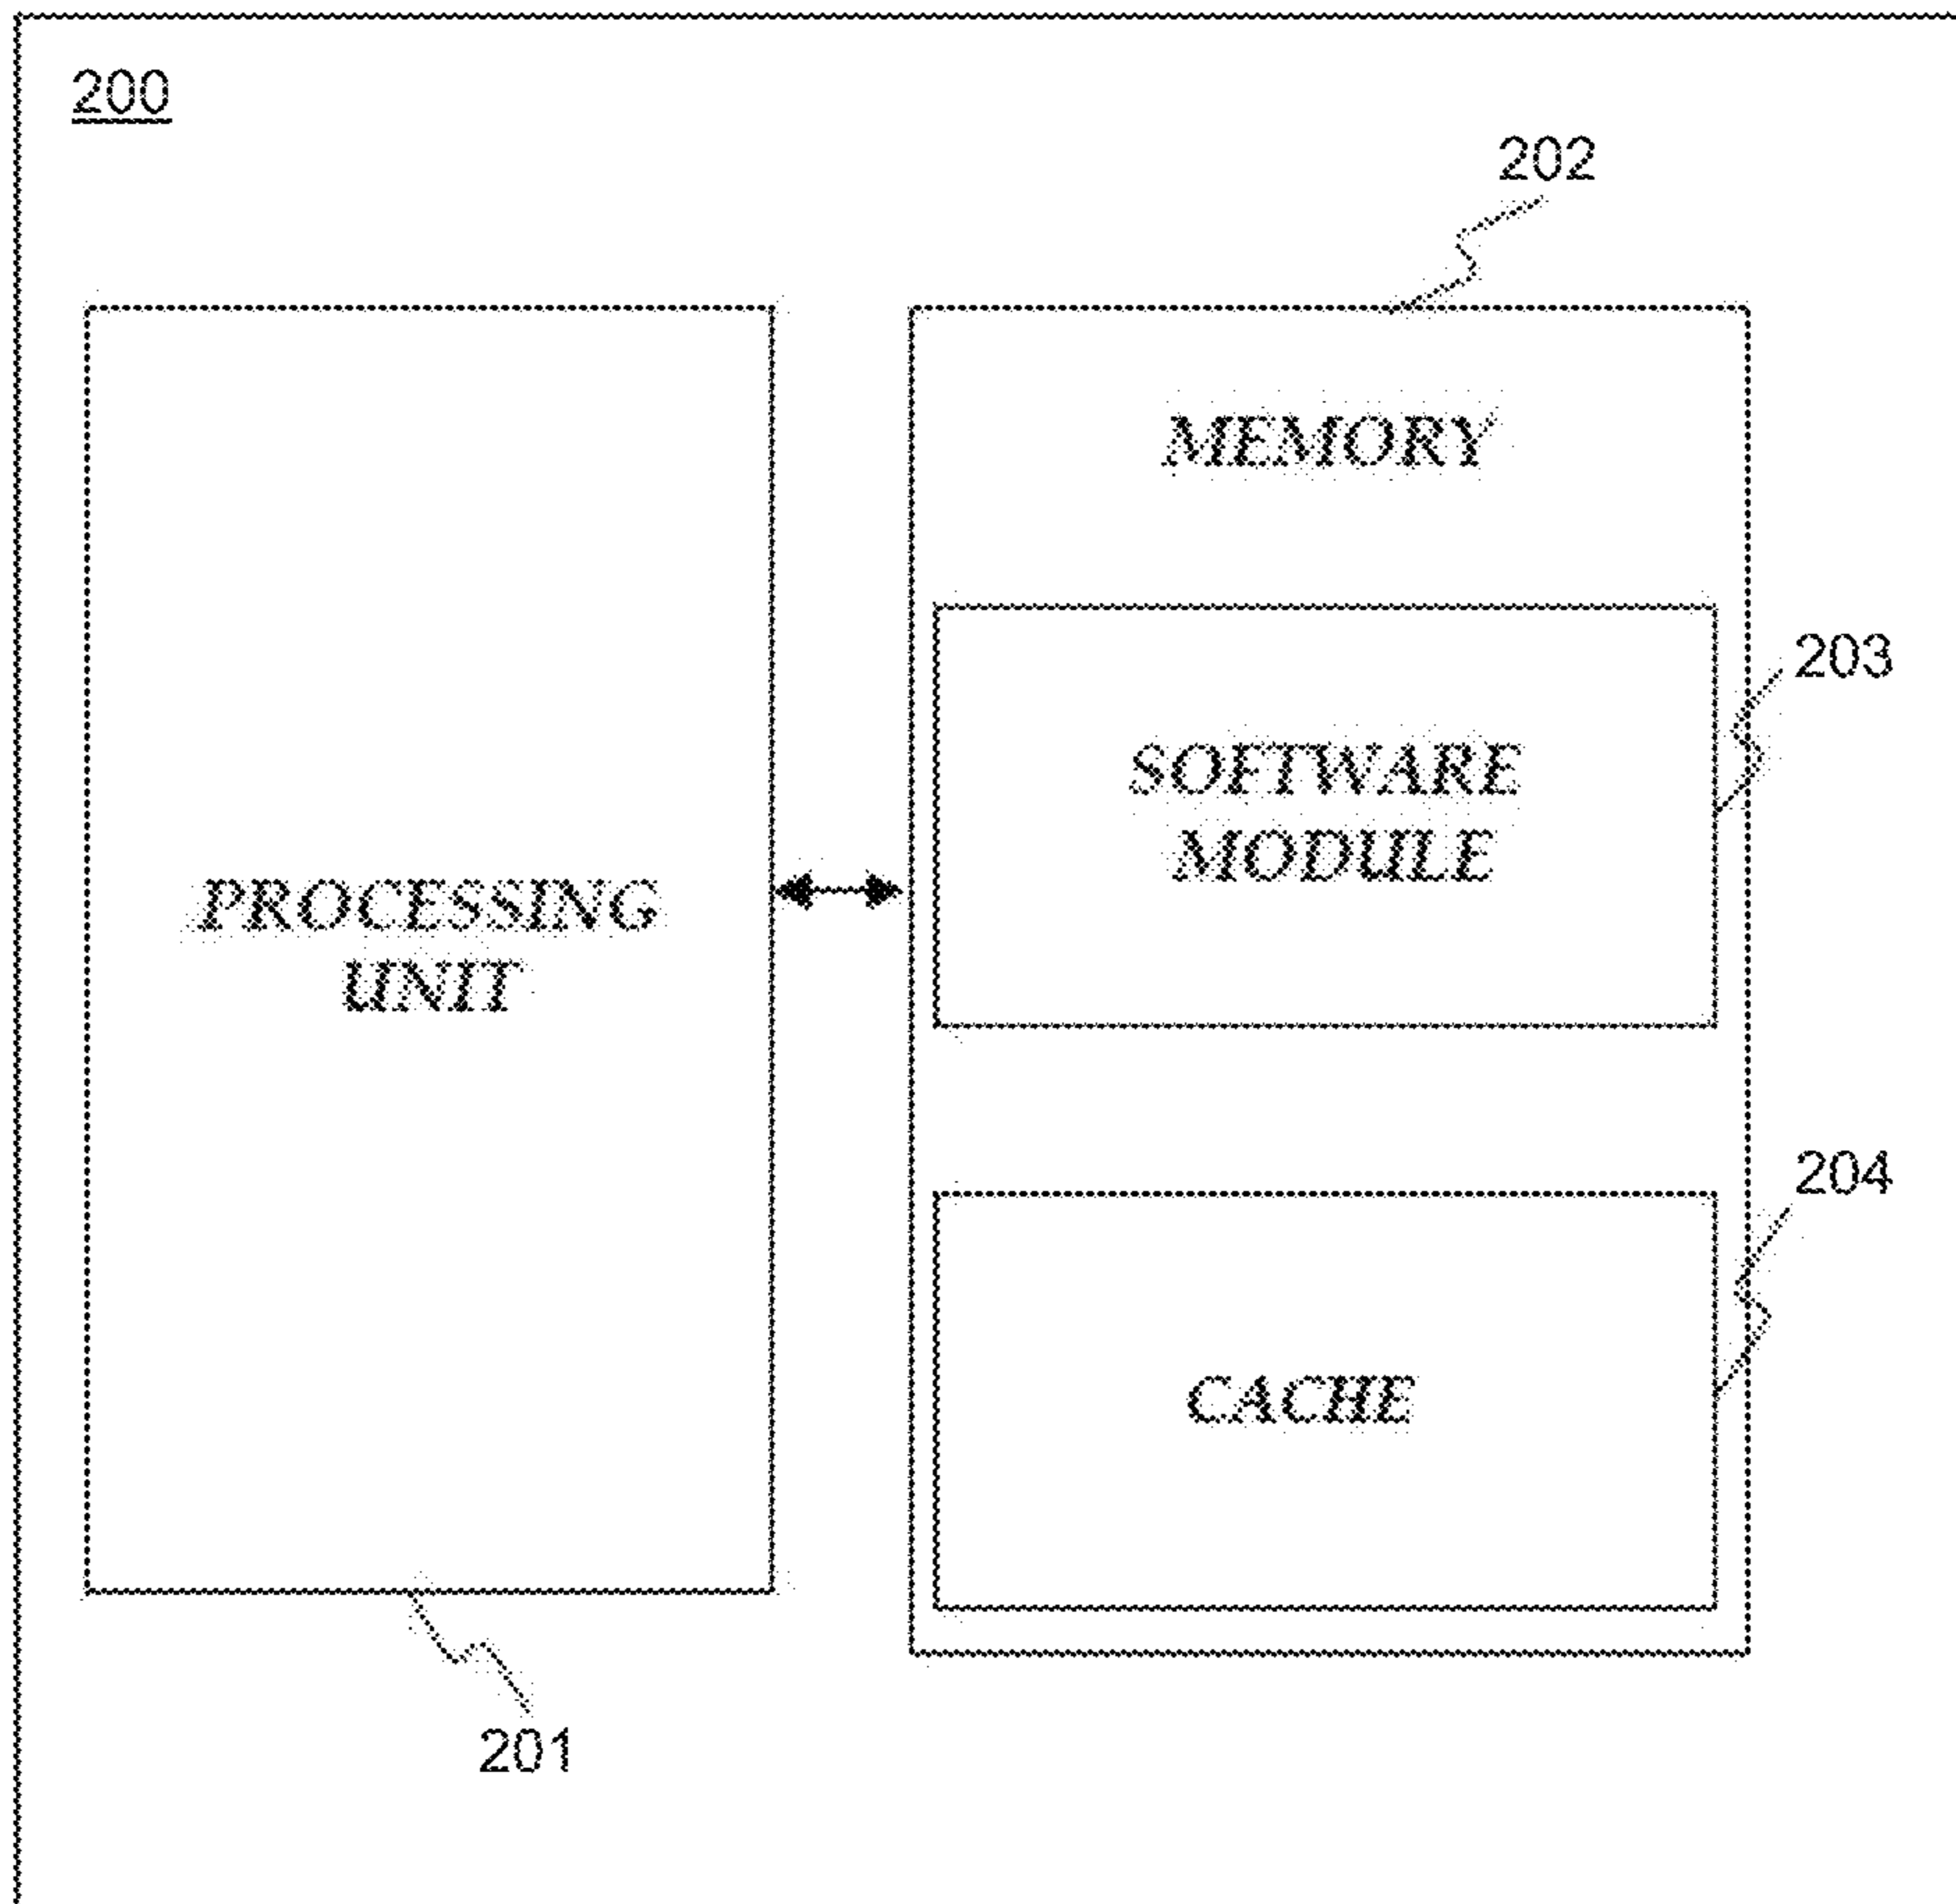 200
202
MEMORY
203
SOFTWARE
MODULE
PROCESSING
UNIT
204
CACHE
201